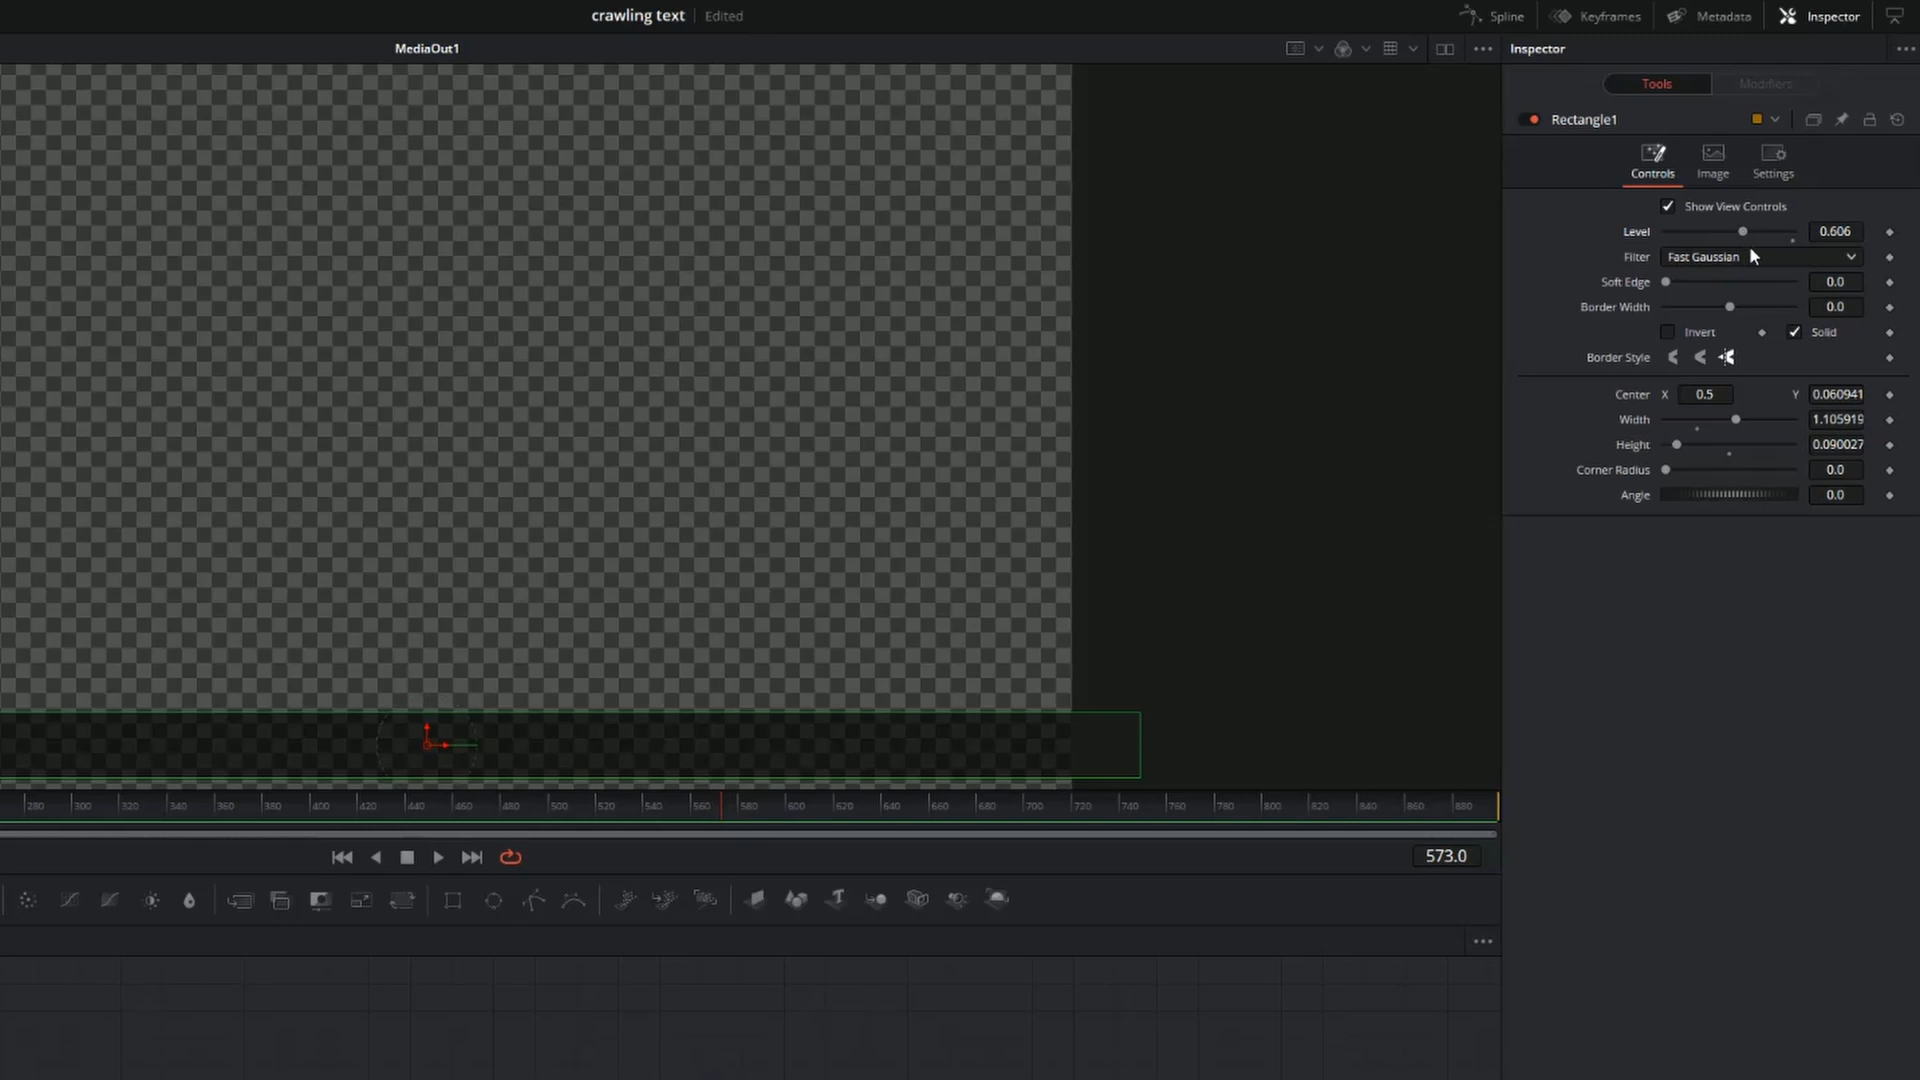 crawling text Edited
Spline Keyframes Metadata Inspector
MediaOut1
Inspector
Tools Modifiers
Rectangle1
Controls Image Settings
Show View Controls
Level 0.606
Filter Fast Gaussian
Soft Edge 0.0
Border Width 0.0
Invert Solid
Border Style
Center X 0.5 Y 0.060941
Width 1.105919
Height 0.090027
Corner Radius 0.0
Angle 0.0
280 300 320 340 360 380 400 420 440 460 480 500 520 540 560 580 600 620 640 660 680 700 720 740 760 780 800 820 840 860 880
573.0